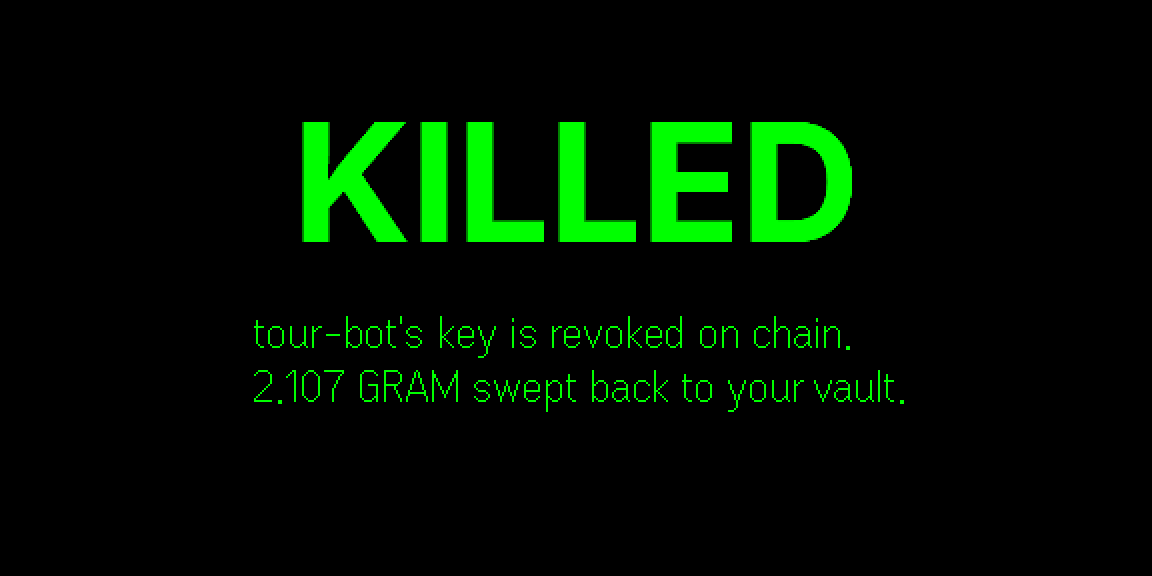 KILLED
tour-bot's key is revoked on chain.
2.107 GRAM swept back to your vault.